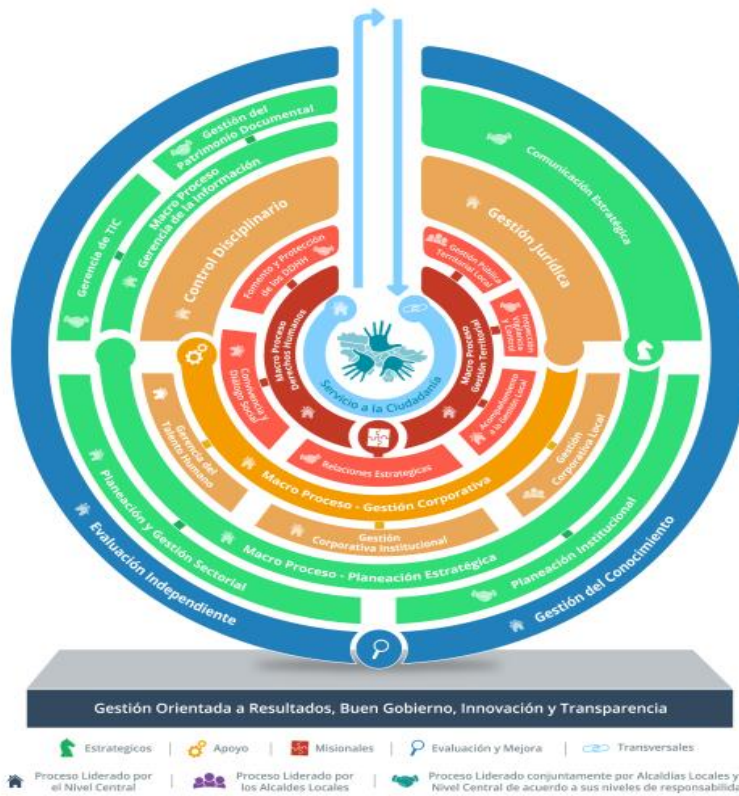 Gestión del
Patrimonio Documental
Macro Proceso
Gerencia de la Información
Gerencia de TIC
Control Disciplinario
Fomento y Protección
de los DDHH
Macro Proceso
Derechos Humanos
Convivencia y
Diálogo Social
Comunicación Estratégica
Gestión Jurídica
Gestión Pública
Territorial Local
Inspección
Vigilancia
y Control
Macro Proceso
Gestión Territorial
Acompañamiento
a la Gestión Local
Servicio a la Ciudadanía
Relaciones Estrategicas
Macro Proceso - Gestión Corporativa
Gerencia del
Talento Humano
Gestión
Corporativa Institucional
Gestión
Corporativa Local
Macro Proceso - Planeación Estratégica
Planeación y Gestión Sectorial
Planeación Institucional
Evaluación Independiente
Gestión del Conocimiento
Gestión Orientada a Resultados, Buen Gobierno, Innovación y Transparencia
Estrategicos | Apoyo | Misionales | Evaluación y Mejora | Transversales
Proceso Liderado por
el Nivel Central
Proceso Liderado por
los Alcaldes Locales
Proceso Liderado conjuntamente por Alcaldías Locales y
Nivel Central de acuerdo a sus niveles de responsabilida